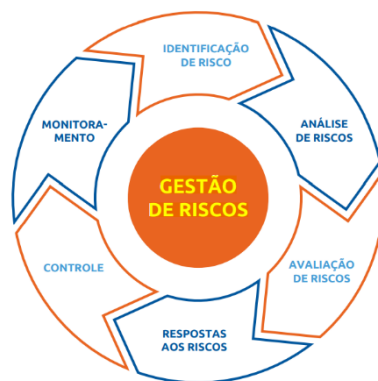 IDENTIFICAÇÃO
DE RISCO
ANÁLISE
DE RISCOS
AVALIAÇÃO
DE RISCOS
RESPOSTAS
AOS RISCOS
CONTROLE
MONITORA-
MENTO
GESTÃO
DE RISCOS